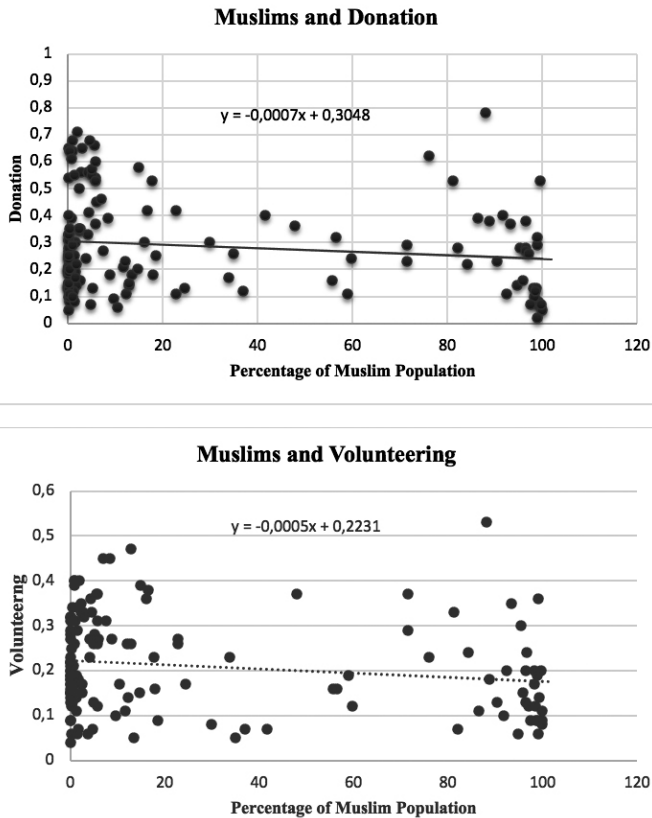 Muslims and Donation
1
0,9
0,8
0,7
0,6
0,5
0,4
0,3
0,2
0,1
0
Donation
y = -0,0007x + 0,3048
0 20 40 60 80 100 120
Percentage of Muslim Population
Muslims and Volunteering
0,6
0,5
0,4
0,3
0,2
0,1
0
Volunteerng
y = -0,0005x + 0,2231
0 20 40 60 80 100 120
Percentage of Muslim Population